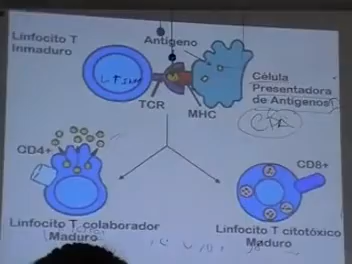 Linfocito T
Inmaduro
Antígeno
Célula
Presentadora
de Antígenos
CPA
TCR
MHC
CD4+
CD8+
Linfocito T colaborador
Maduro
Linfocito T citotóxico
Maduro